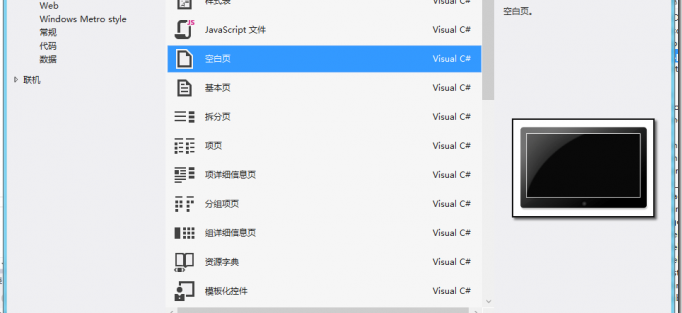 Web
Windows Metro style
常规
代码
数据
联机
样式表 Visual C#
JavaScript 文件 Visual C#
空白页 Visual C#
基本页 Visual C#
拆分页 Visual C#
项页 Visual C#
项详细信息页 Visual C#
分组项页 Visual C#
组详细信息页 Visual C#
资源字典 Visual C#
模板化控件 Visual C#
空白页。